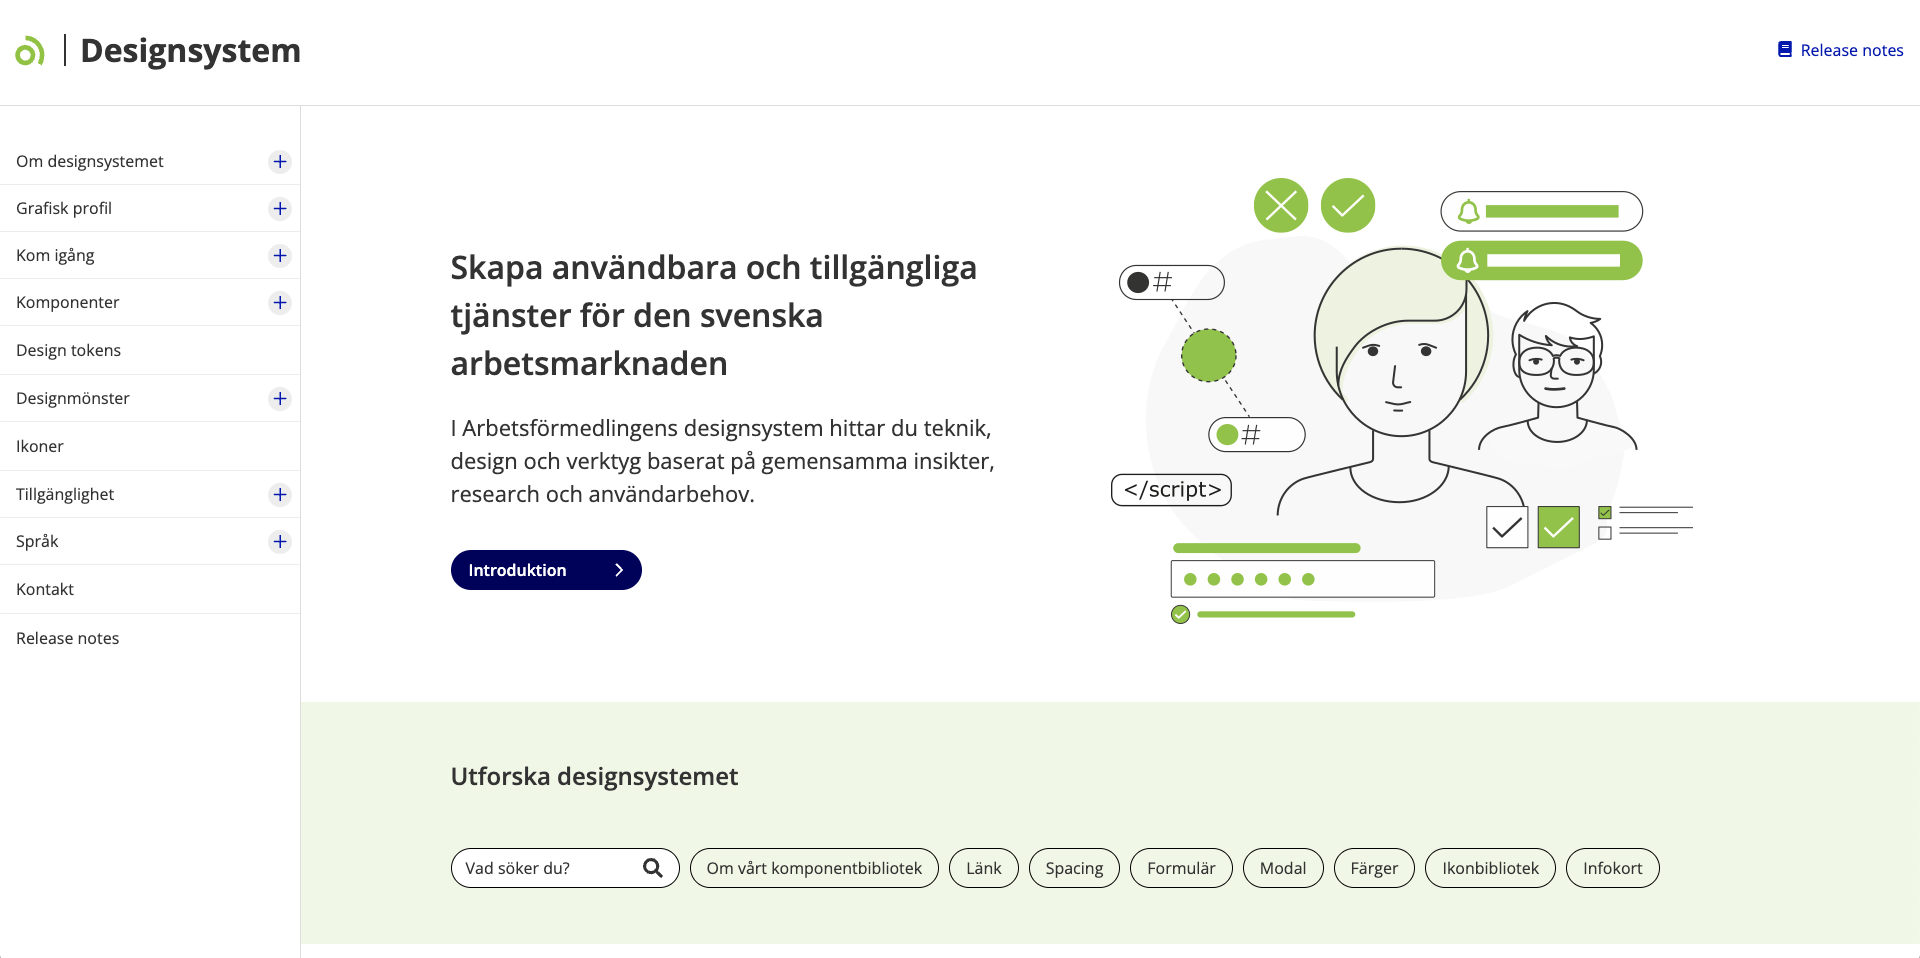 Designsystem
Release notes
Om designsystemet
Grafisk profil
Kom igång
Komponenter
Design tokens
Designmönster
Ikoner
Tillgänglighet
Språk
Kontakt
Release notes
Skapa användbara och tillgängliga
tjänster för den svenska
arbetsmarknaden
I Arbetsförmedlingens designsystem hittar du teknik,
design och verktyg baserat på gemensamma insikter,
research och användarbehov.
Introduktion
#
#
</script>
Utforska designsystemet
Vad söker du?
Om vårt komponentbibliotek
Länk
Spacing
Formulär
Modal
Färger
Ikonbibliotek
Infokort